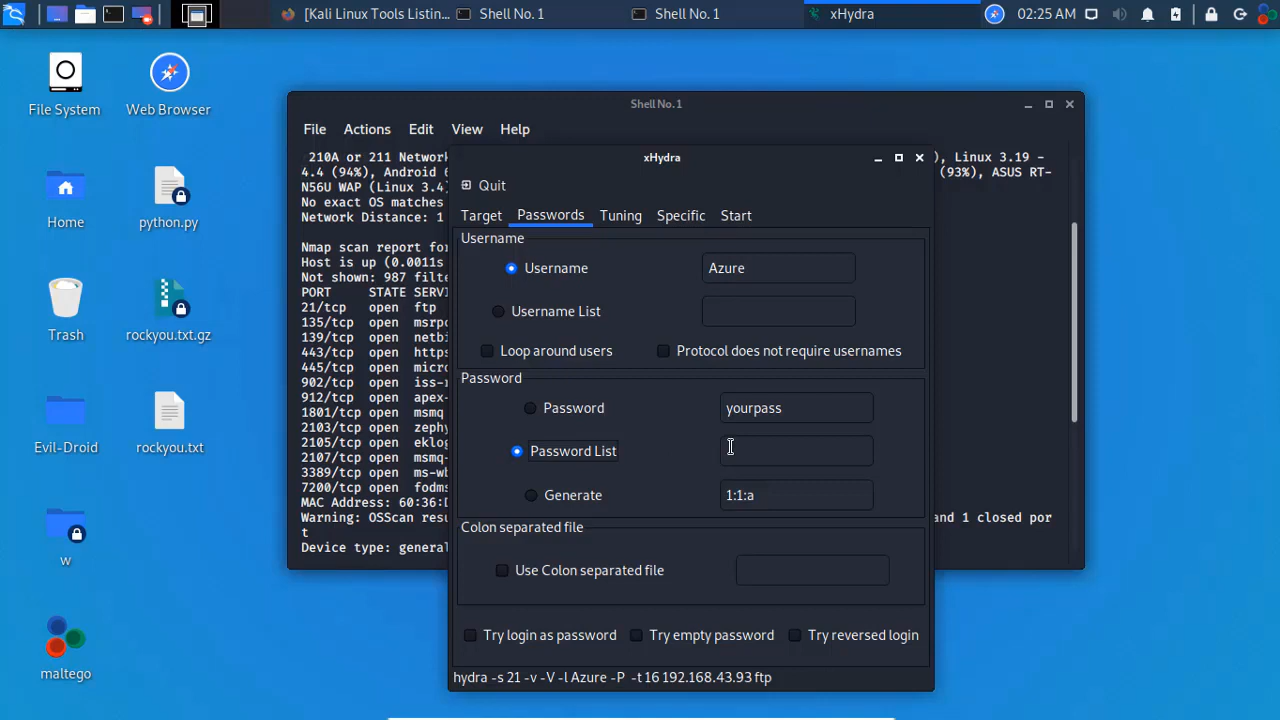 [Kali Linux Tools Listin... Shell No. 1 Shell No. 1 xHydra 02:25 AM
File System
Web Browser
Home
python.py
Trash
rockyou.txt.gz
Evil-Droid
rockyou.txt
w
maltego
Shell No. 1
File Actions Edit View Help
210A or 211 Network
), Linux 3.19 -
4.4 (94%), Android
(93%), ASUS RT-
N56U WAP (Linux 3.4)
No exact OS matches
Network Distance: 1
Nmap scan report for
Host is up (0.0011s
Not shown: 987 filte
PORT STATE SERVI
21/tcp open ftp
135/tcp open msrpc
139/tcp open netbi
443/tcp open https
445/tcp open micro
902/tcp open iss-r
912/tcp open apex-
1801/tcp open msmq
2103/tcp open zephy
2105/tcp open eklog
2107/tcp open msmq-
3389/tcp open ms-wb
7200/tcp open fodms
MAC Address: 60:36:D
Warning: OSScan resu
and 1 closed por
t
Device type: general
xHydra
Quit
Target Passwords Tuning Specific Start
Username
Username Azure
Username List
Loop around users Protocol does not require usernames
Password
Password yourpass
Password List
Generate 1:1:a
Colon separated file
Use Colon separated file
Try login as password Try empty password Try reversed login
hydra -s 21 -v -V -l Azure -P -t 16 192.168.43.93 ftp